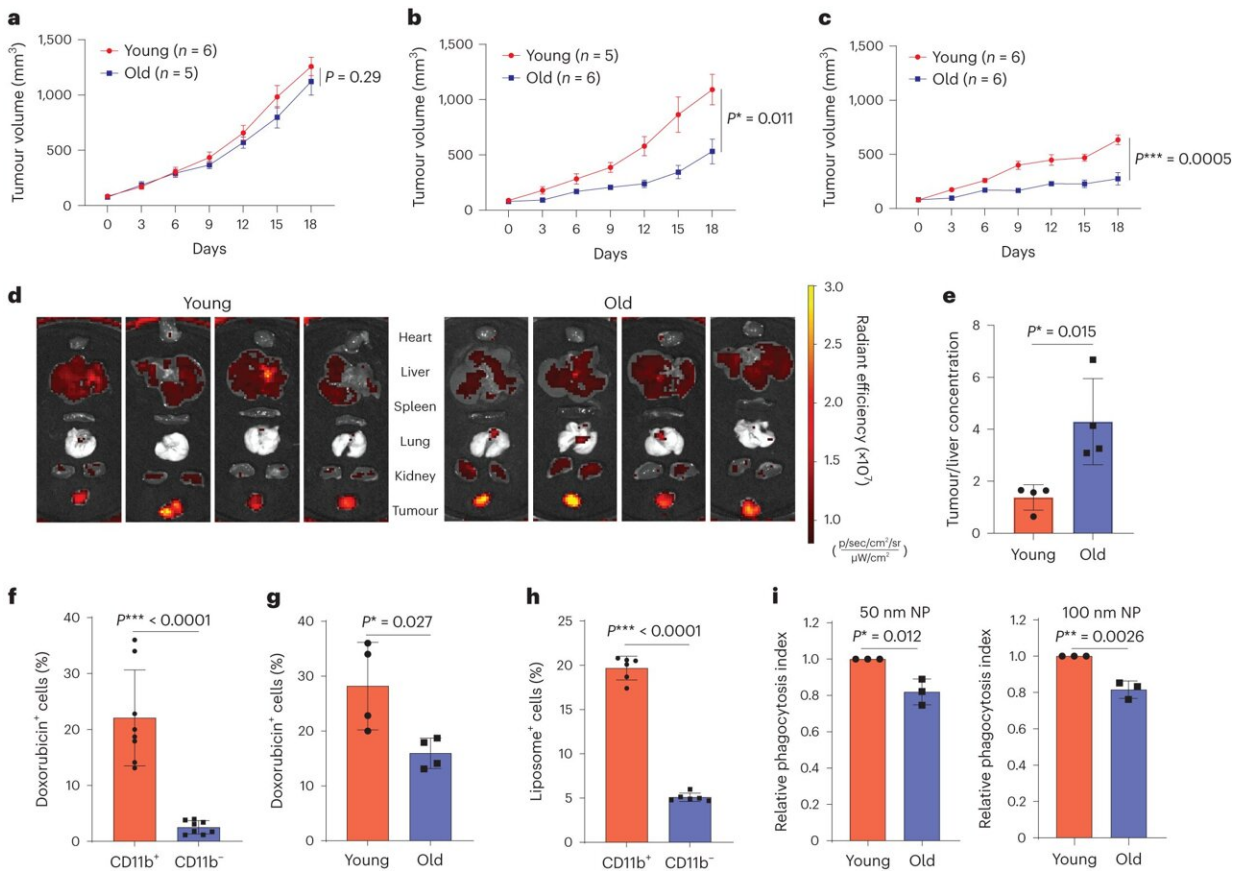 a
Tumour volume (mm³)
1,500
1,000
500
0
Young (n = 6)
Old (n = 5)
P = 0.29
0 3 6 9 12 15 18
Days
b
Tumour volume (mm³)
1,500
1,000
500
0
Young (n = 5)
Old (n = 6)
P* = 0.011
0 3 6 9 12 15 18
Days
c
Tumour volume (mm³)
1,500
1,000
500
0
Young (n = 6)
Old (n = 6)
P*** = 0.0005
0 3 6 9 12 15 18
Days
d
Young
Old
Heart
Liver
Spleen
Lung
Kidney
Tumour
3.0
2.5
2.0
1.5
1.0
Radiant efficiency (×10⁷)
(p/sec/cm²/sr
µW/cm²)
e
Tumour/liver concentration
8
6
4
2
0
P* = 0.015
Young Old
f
Doxorubicin⁺ cells (%)
40
30
20
10
0
P*** < 0.0001
CD11b⁺ CD11b⁻
g
Doxorubicin⁺ cells (%)
40
30
20
10
0
P* = 0.027
Young Old
h
Liposome⁺ cells (%)
25
20
15
10
5
0
P*** < 0.0001
CD11b⁺ CD11b⁻
i
50 nm NP
Relative phagocytosis index
1.2
1.0
0.8
0.6
0.4
0.2
0
P* = 0.012
Young Old
100 nm NP
Relative phagocytosis index
1.2
1.0
0.8
0.6
0.4
0.2
0
P** = 0.0026
Young Old